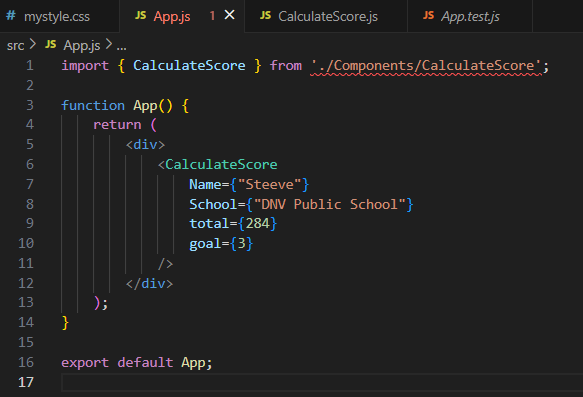 # mystyle.css JS App.js 1 X JS CalculateScore.js JS App.test.js
src > JS App.js > ...
1 import { CalculateScore } from './Components/CalculateScore';
2
3 function App() {
4 return (
5 <div>
6 <CalculateScore
7 Name={"Steeve"}
8 School={"DNV Public School"}
9 total={284}
10 goal={3}
11 />
12 </div>
13 );
14 }
15
16 export default App;
17